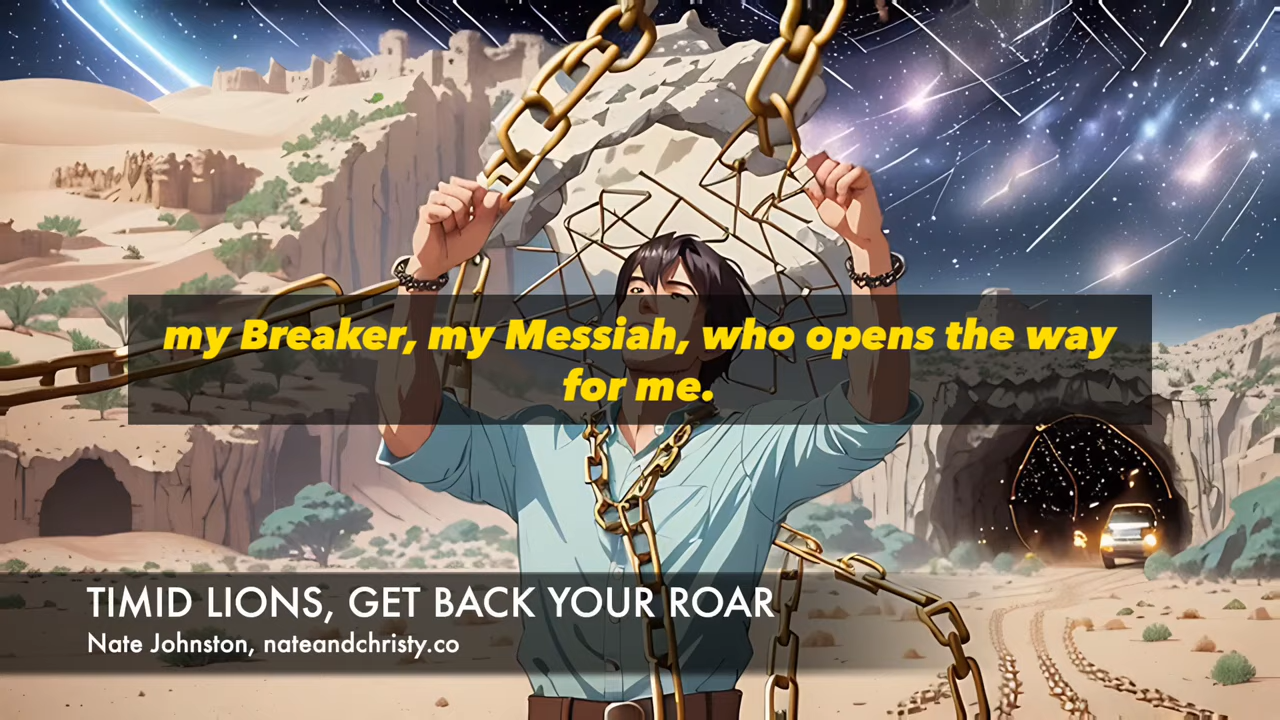 my Breaker, my Messiah, who opens the way
for me.
TIMID LIONS, GET BACK YOUR ROAR
Nate Johnston, nateandchristy.co